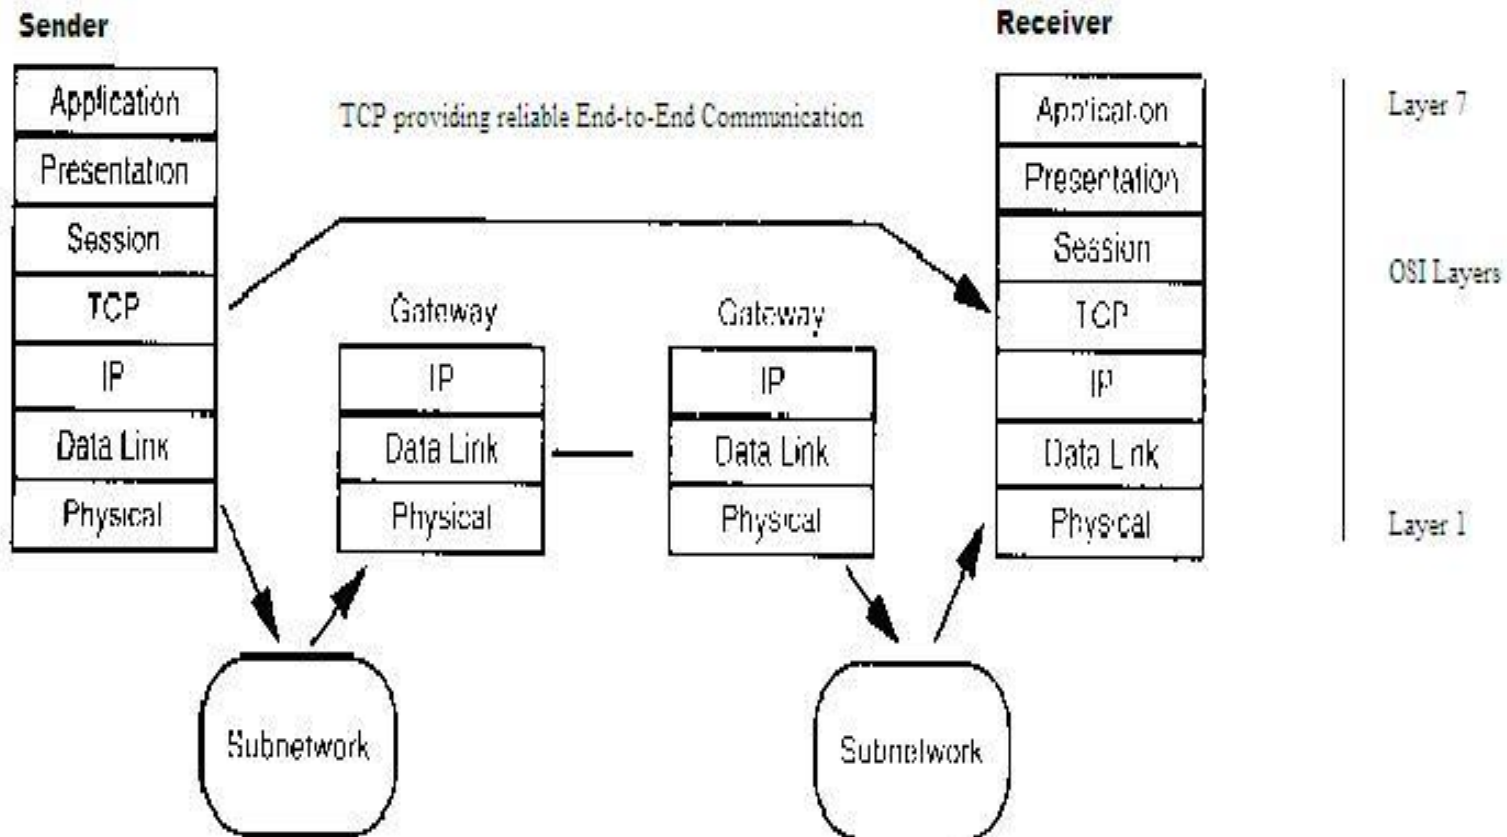 Sender
Receiver
Application
Presentation
Session
TCP
IP
Data Link
Physical
TCP providing reliable End-to-End Communication
Gateway
IP
Data Link
Physical
Gateway
IP
Data Link
Physical
Application
Presentation
Session
TCP
IP
Data Link
Physical
Layer 7
OSI Layers
Layer 1
Subnetwork
Subnetwork